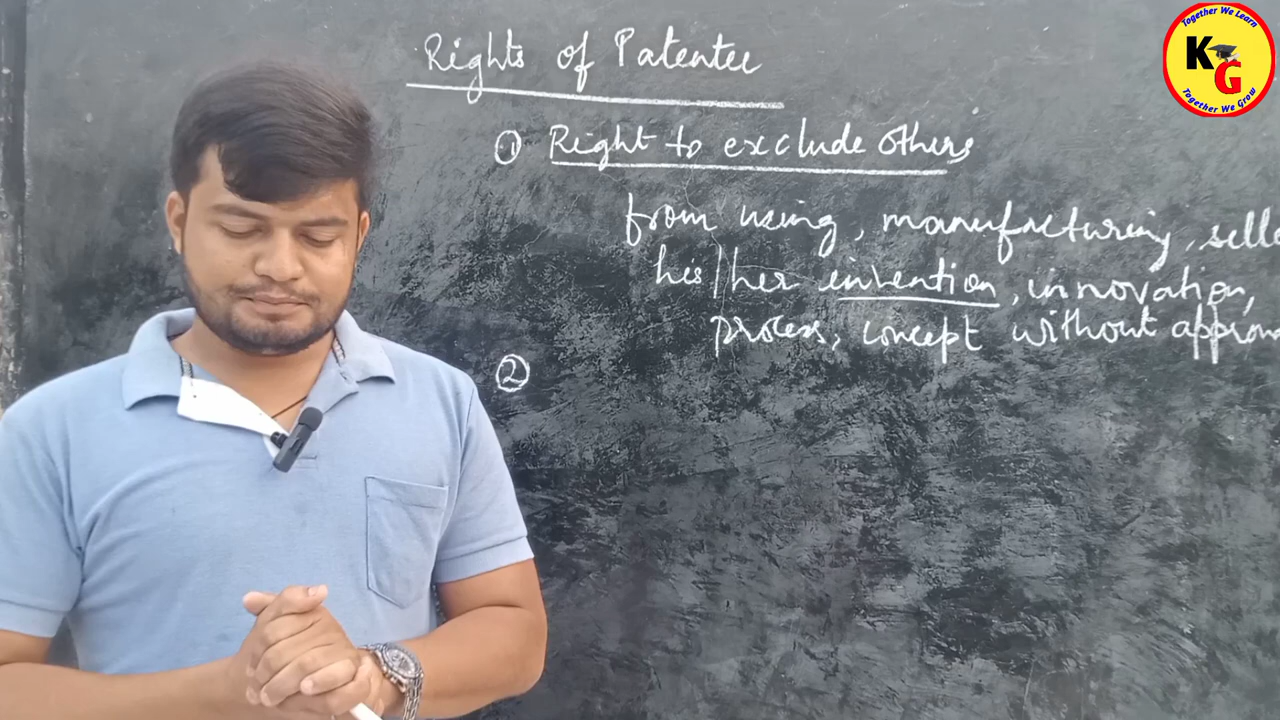 Rights of Patentee
① Right to exclude others
from using, manufacturing, selle
his/her invention, innovation,
process, concept without approv
②
Together We Learn
KG
Together We Grow